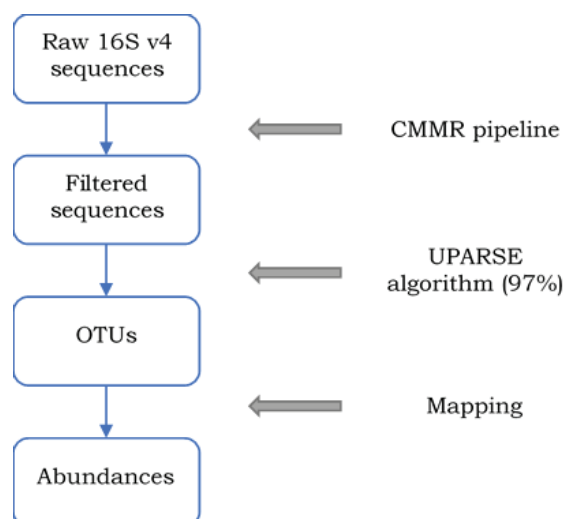 Raw 16S v4
sequences
CMMR pipeline
Filtered
sequences
UPARSE
algorithm (97%)
OTUs
Mapping
Abundances